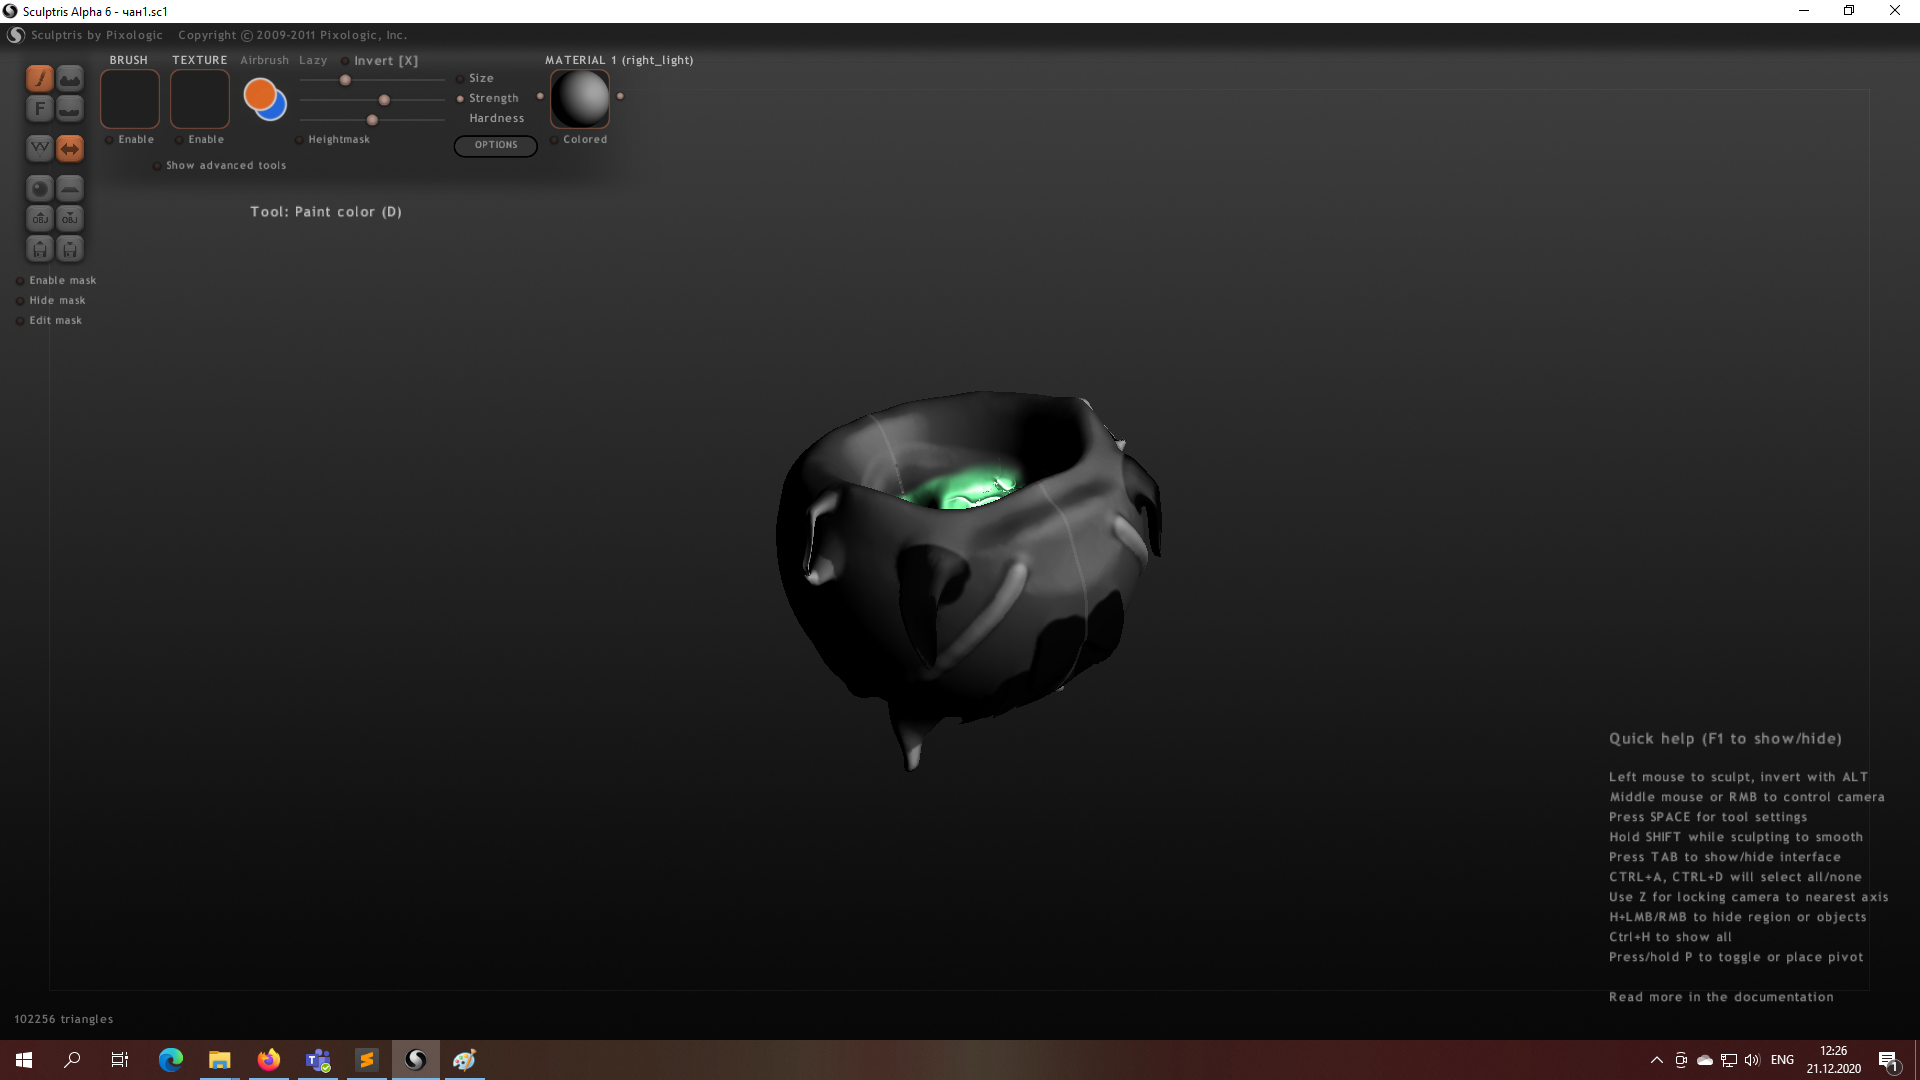 Sculptris Alpha 6 - чан1.sc1
Sculptris by Pixologic Copyright © 2009-2011 Pixologic, Inc.
BRUSH TEXTURE Airbrush Lazy Invert [X] MATERIAL 1 (right_light)
Size
Strength
F
Hardness
Enable Enable Heightmask OPTIONS Colored
Show advanced tools
Tool: Paint color (D)
OBJ OBJ
Enable mask
Hide mask
Edit mask
Quick help (F1 to show/hide)
Left mouse to sculpt, invert with ALT
Middle mouse or RMB to control camera
Press SPACE for tool settings
Hold SHIFT while sculpting to smooth
Press TAB to show/hide interface
CTRL+A, CTRL+D will select all/none
Use Z for locking camera to nearest axis
H+LMB/RMB to hide region or objects
Ctrl+H to show all
Press/hold P to toggle or place pivot
Read more in the documentation
102256 triangles
ENG
12:26
21.12.2020
1